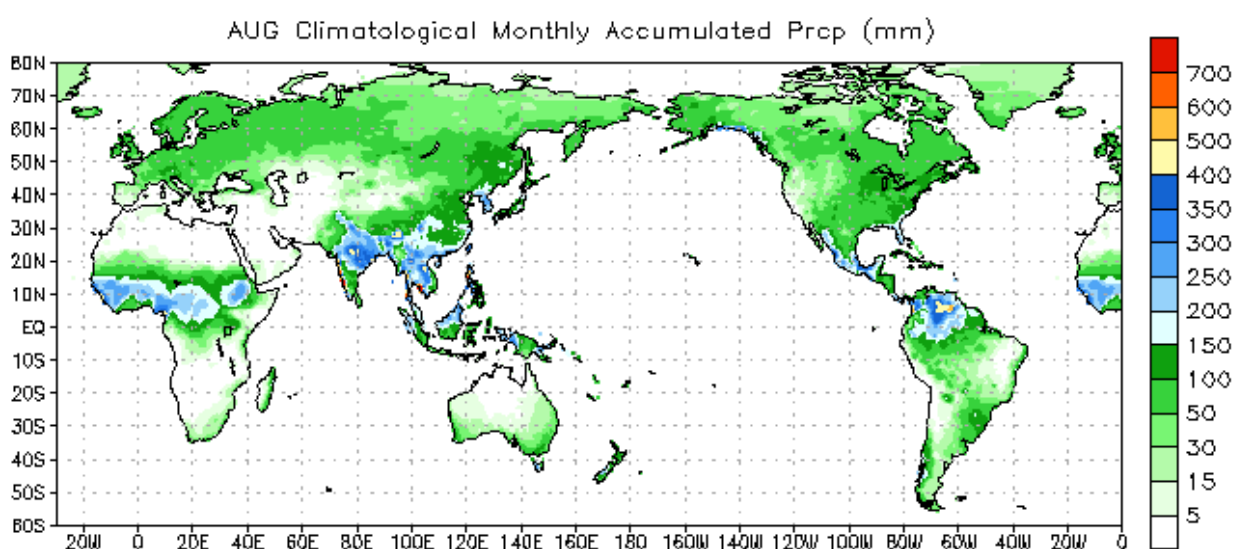 AUG Climatological Monthly Accumulated Prcp (mm)
80N
70N
60N
50N
40N
30N
20N
10N
EQ
10S
20S
30S
40S
50S
60S
20W 0 20E 40E 60E 80E 100E 120E 140E 160E 180 160W 140W 120W 100W 80W 60W 40W 20W 0
700
600
500
400
350
300
250
200
150
100
50
30
15
5